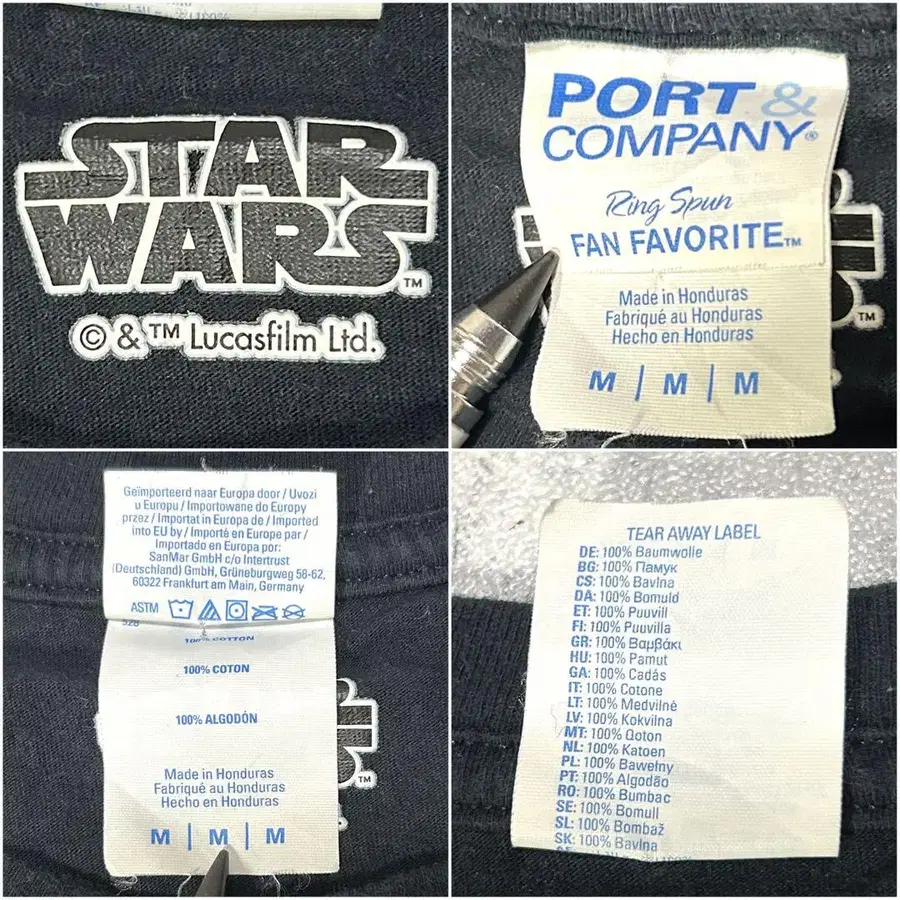 STAR
WARS™
© & ™ Lucasfilm Ltd.
PORT &
COMPANY®
Ring Spun
FAN FAVORITE™
Made in Honduras
Fabriqué au Honduras
Hecho en Honduras
M | M | M
TM
Geïmporteerd naar Europa door / Uvozi
u Europu / Importowane do Europy
przez / Importat in Europa de / Imported
into EU by / Importé en Europe par /
Importado en Europa por:
SanMar GmbH c/o Intertrust
(Deutschland) GmbH, Grüneburgweg 58-62,
60322 Frankfurt am Main, Germany
ASTM
100% COTTON
100% COTON
100% ALGODÓN
Made in Honduras
Fabriqué au Honduras
Hecho en Honduras
M | M | M
TM
TEAR AWAY LABEL
DE: 100% Baumwolle
BG: 100% Памук
CS: 100% Bavlna
DA: 100% Bomuld
ET: 100% Puuvill
FI: 100% Puuvilla
GR: 100% Βαμβάκι
HU: 100% Pamut
GA: 100% Cadás
IT: 100% Cotone
LT: 100% Medvilnė
LV: 100% Kokvilna
MT: 100% Qoton
NL: 100% Katoen
PL: 100% Bawełny
PT: 100% Algodão
RO: 100% Bumbac
SE: 100% Bomull
SL: 100% Bombaž
SK: 100% Bavlna